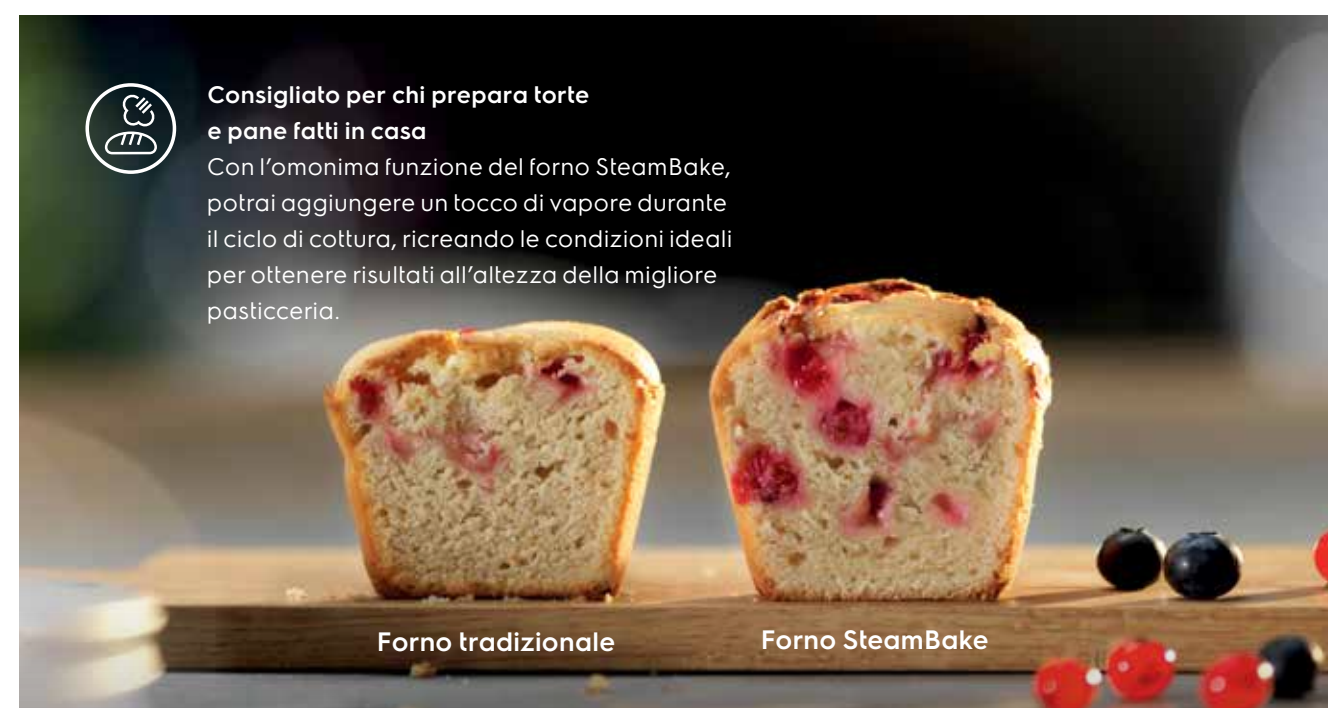 Consigliato per chi prepara torte
e pane fatti in casa
Con l’omonima funzione del forno SteamBake,
potrai aggiungere un tocco di vapore durante
il ciclo di cottura, ricreando le condizioni ideali
per ottenere risultati all’altezza della migliore
pasticceria.
Forno tradizionale
Forno SteamBake